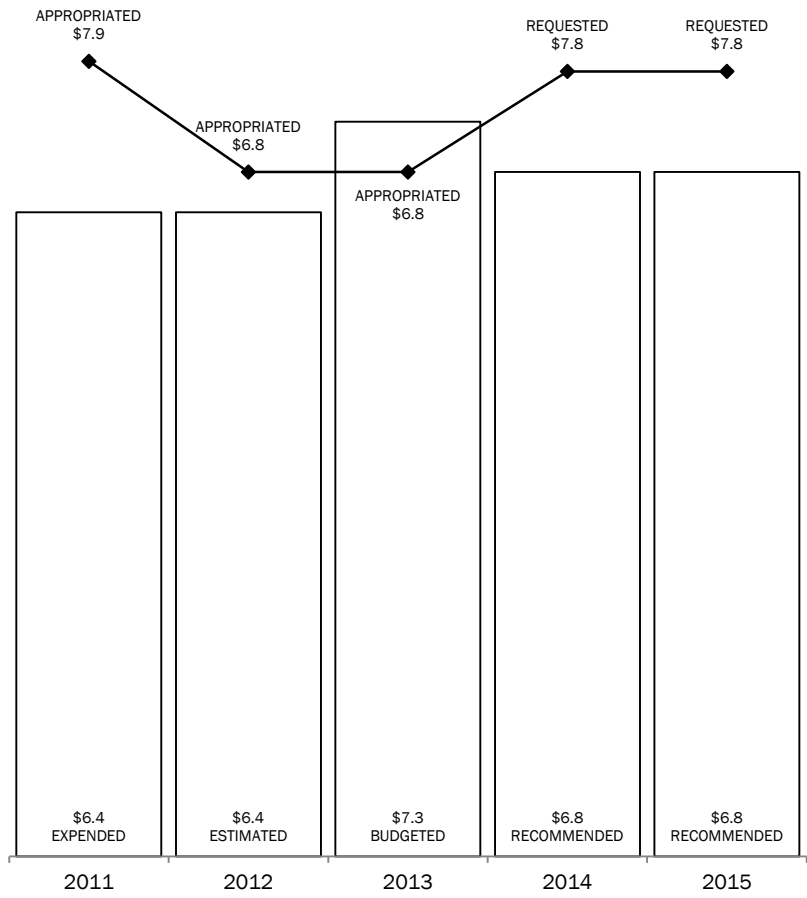 APPROPRIATED
$7.9
REQUESTED
$7.8
REQUESTED
$7.8
APPROPRIATED
$6.8
APPROPRIATED
$6.8
$6.4
EXPENDED
$6.4
ESTIMATED
$7.3
BUDGETED
$6.8
RECOMMENDED
$6.8
RECOMMENDED
2011
2012
2013
2014
2015